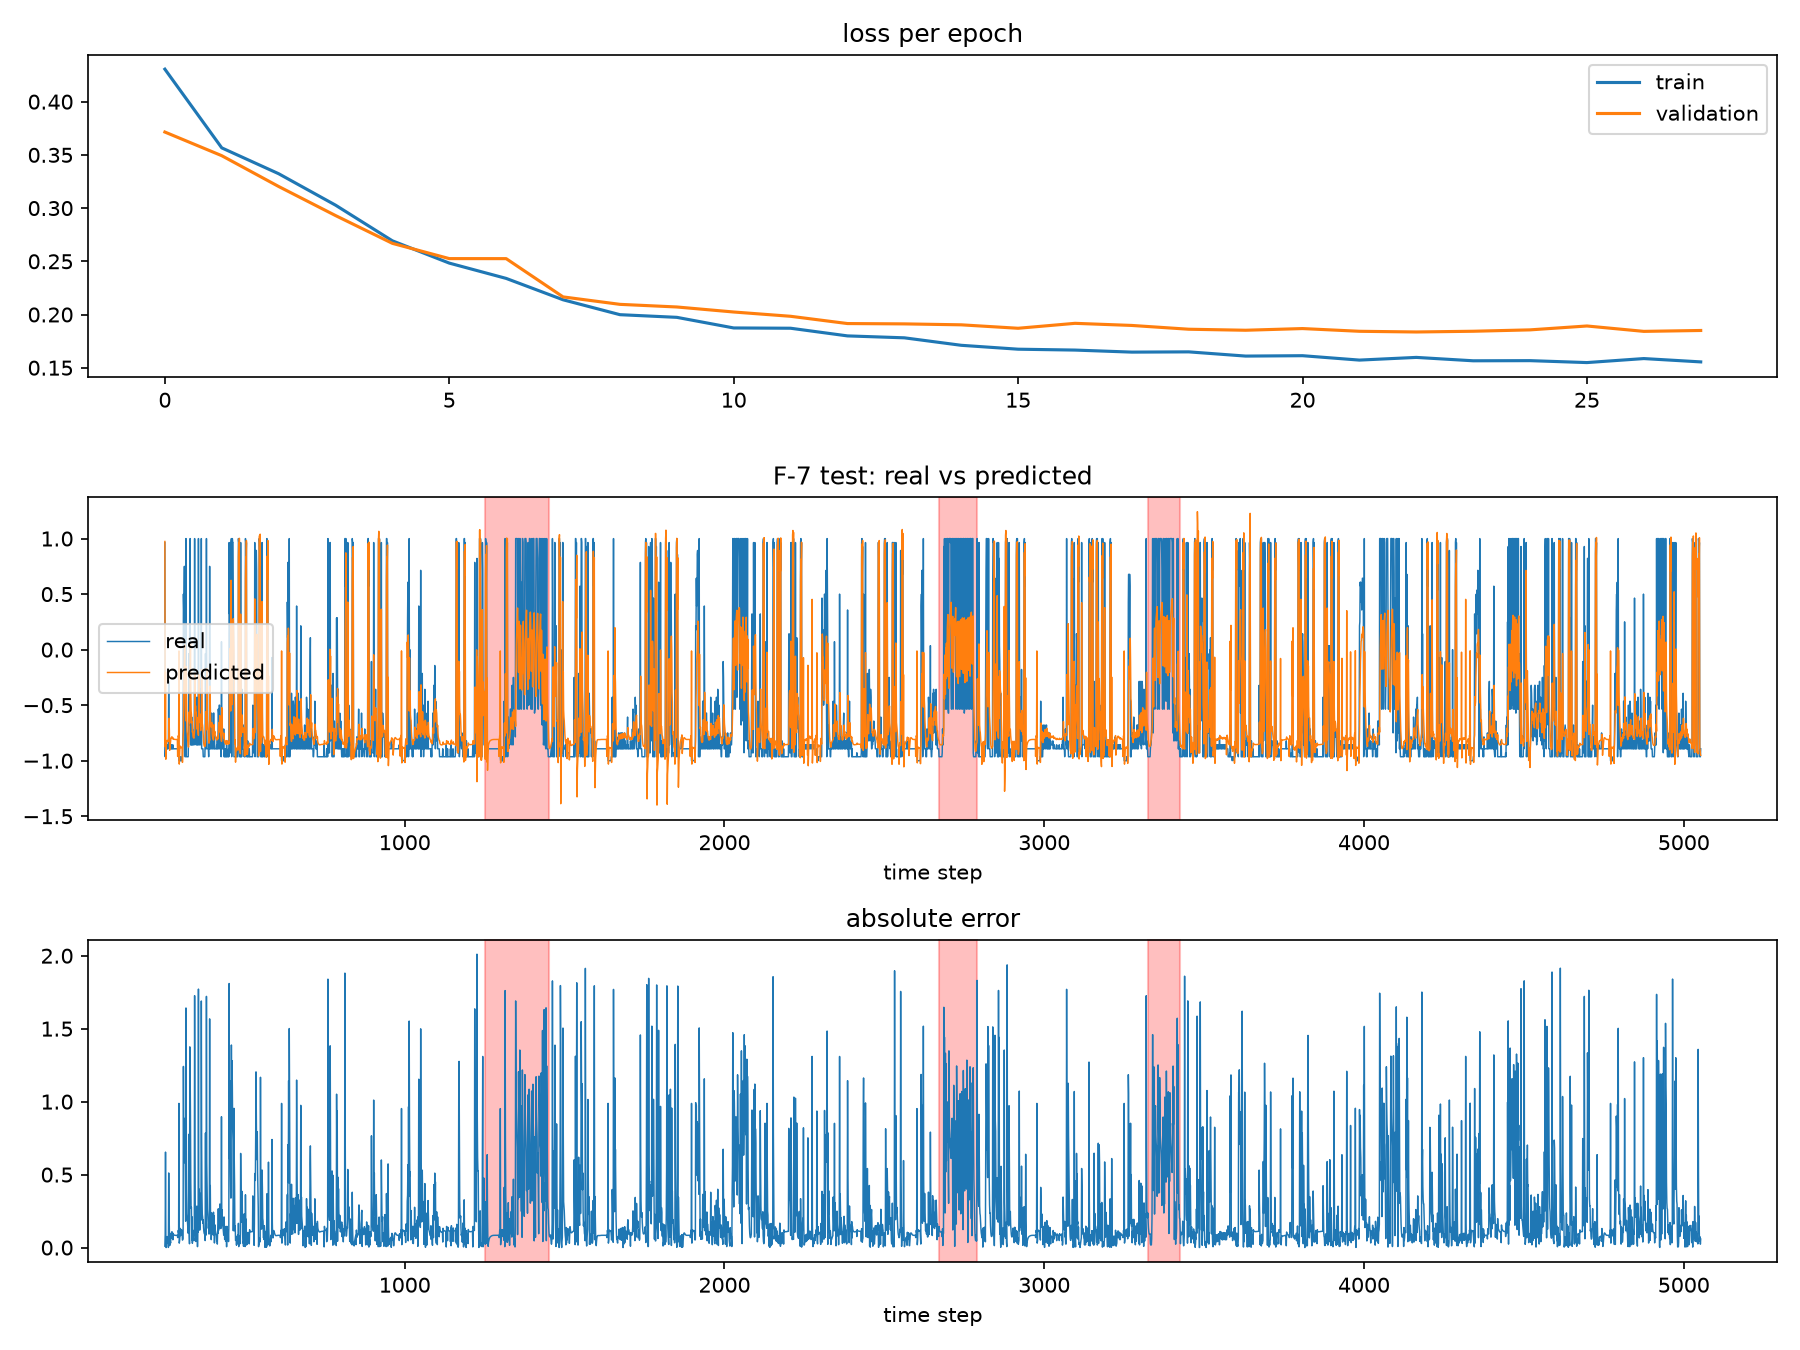 loss per epoch
train
validation
0.40
0.35
0.30
0.25
0.20
0.15
0 5 10 15 20 25
F-7 test: real vs predicted
1.0
0.5
0.0
−0.5
−1.0
−1.5
real
predicted
1000 2000 3000 4000 5000
time step
absolute error
2.0
1.5
1.0
0.5
0.0
1000 2000 3000 4000 5000
time step